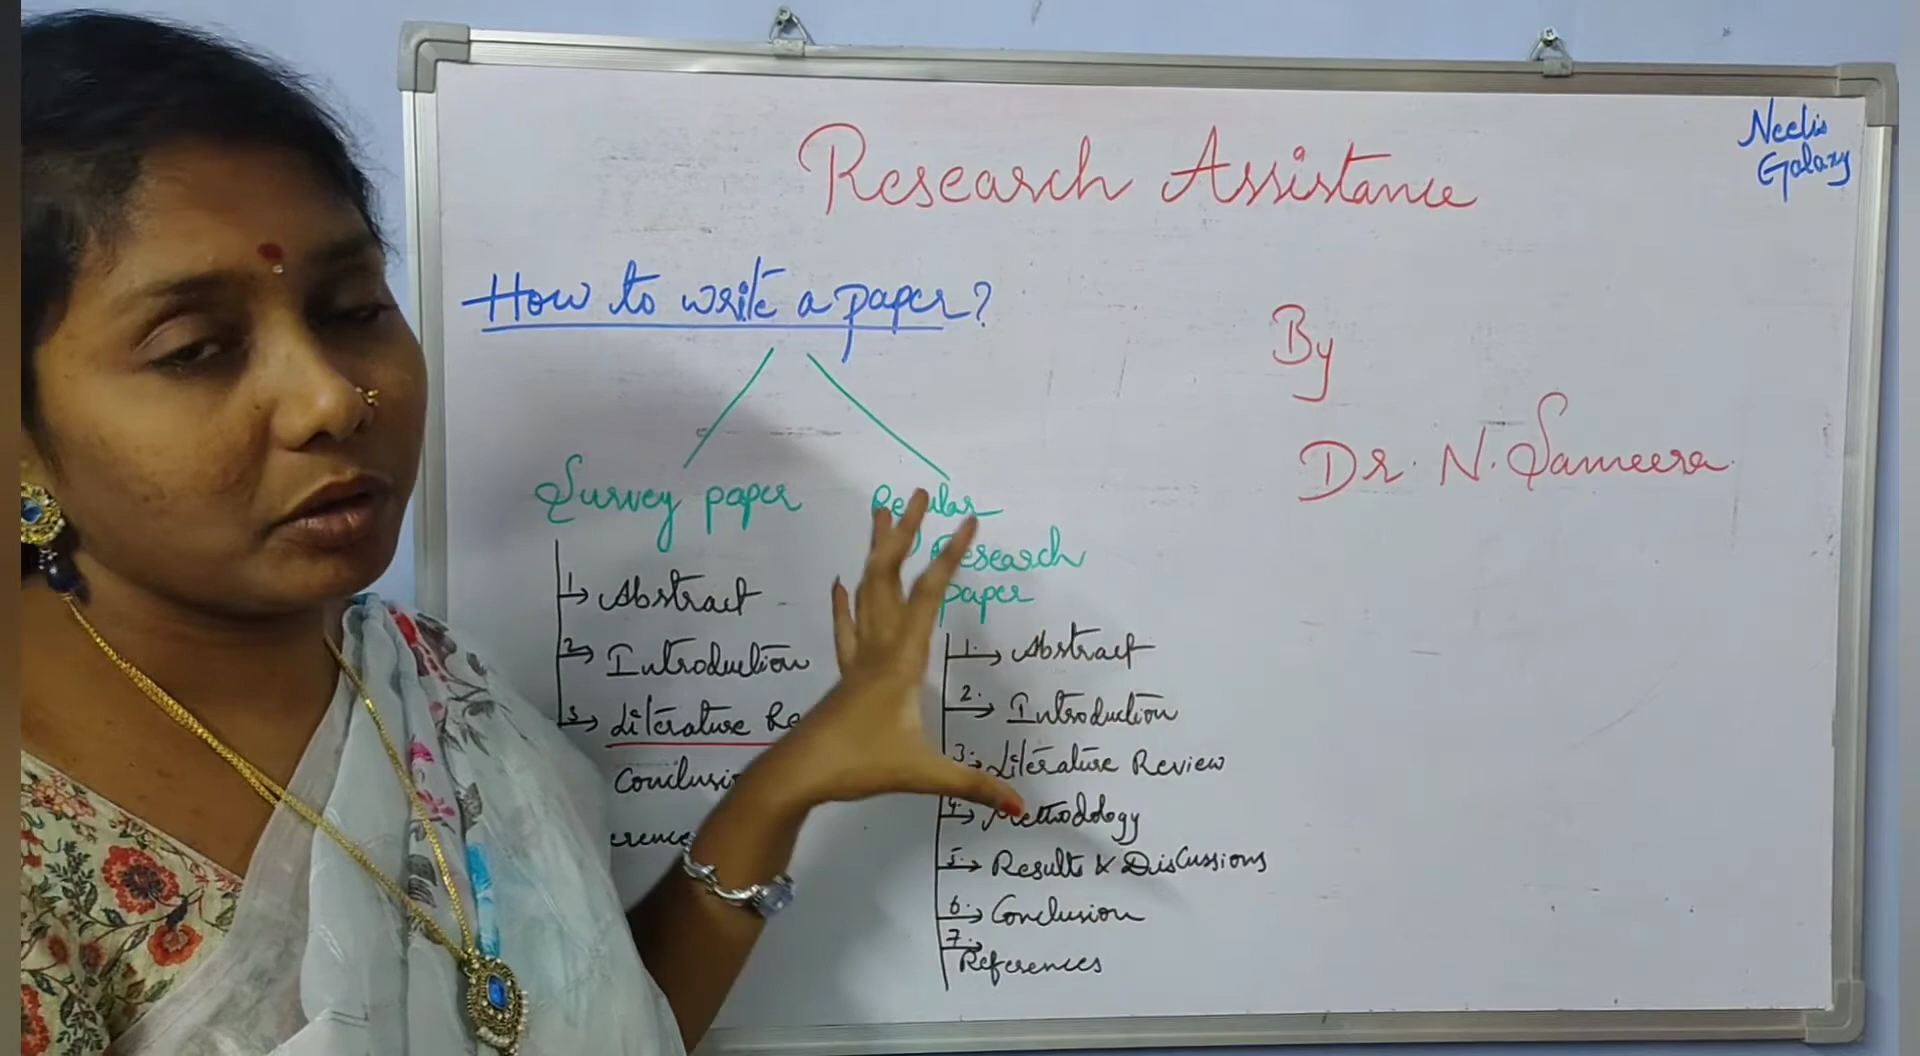 Research Assistance
Neelis
Galaxy
How to write a paper?
By
Dr. N. Sameera
Survey paper
1 Abstract
2 Introduction
3 Literature Re
Conclusi
erence
Regular
Research
paper
1. Abstract
2. Introduction
3. Literature Review
4. Methodology
5. Results & Discussions
6. Conclusion
7. References